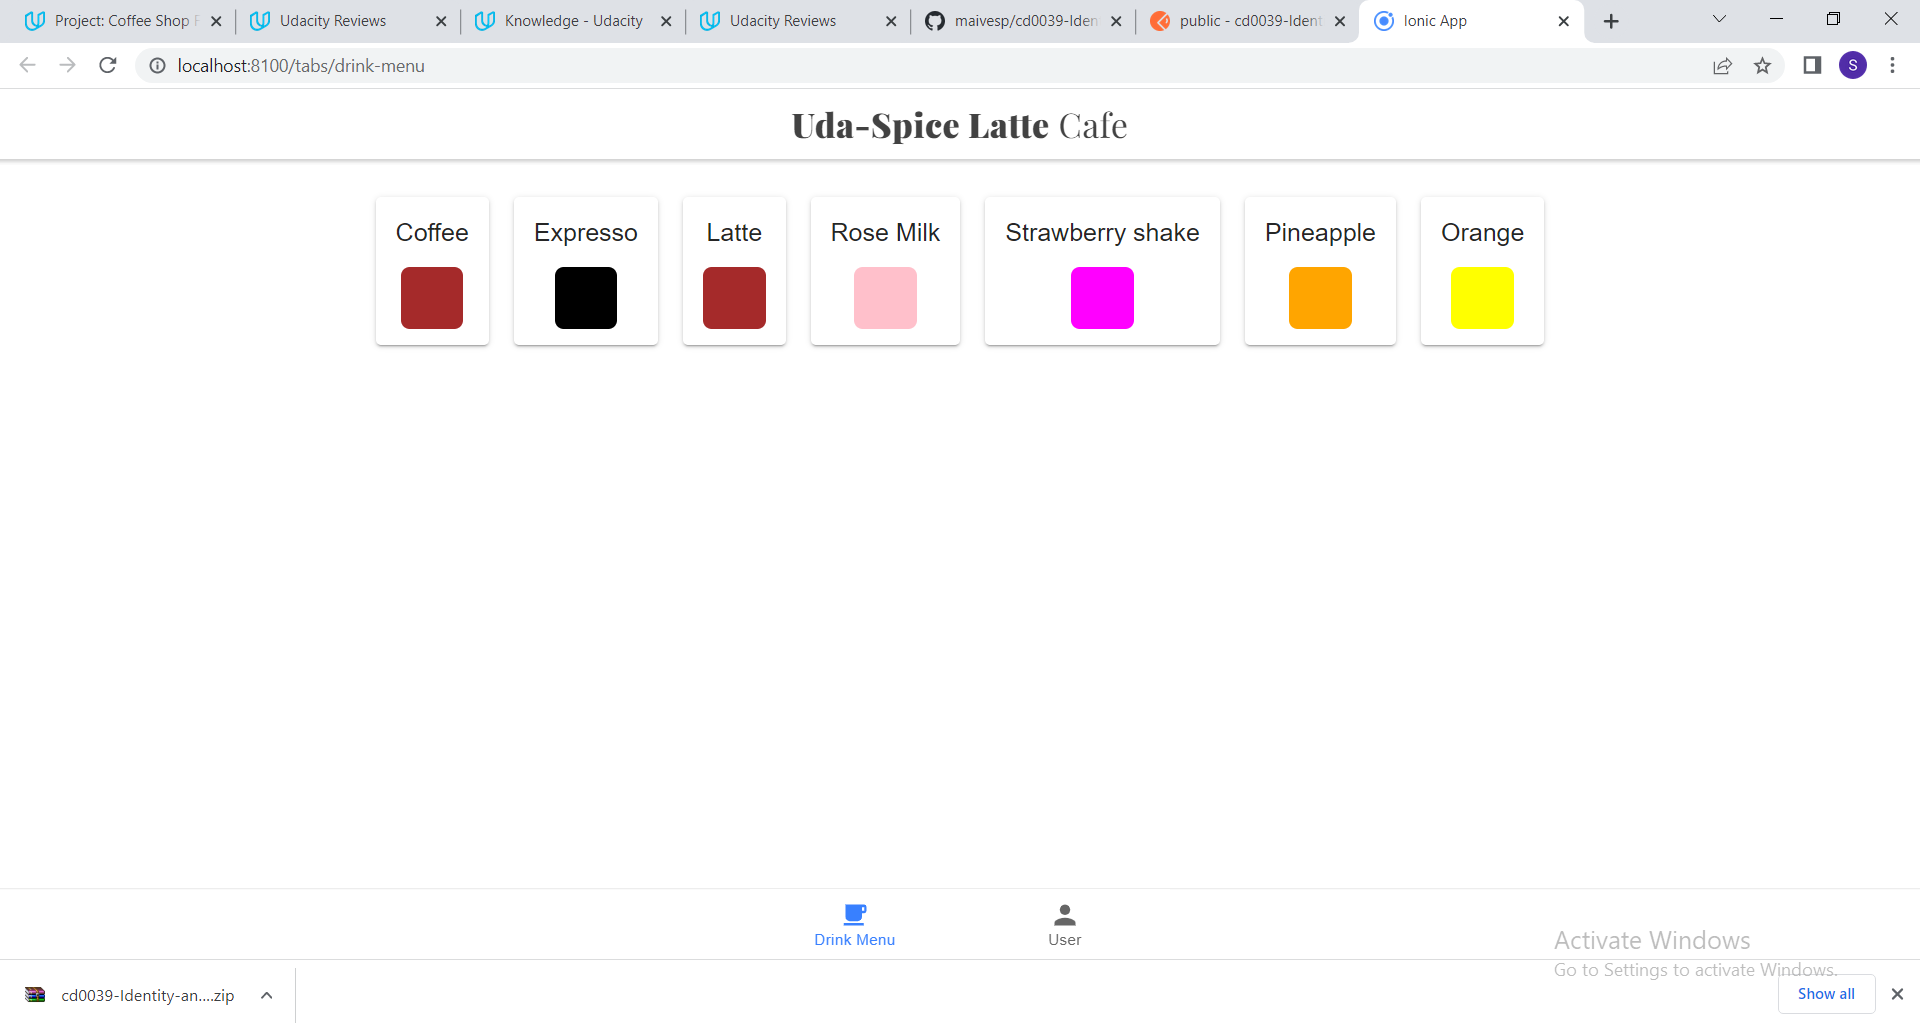 Project: Coffee Shop F
Udacity Reviews
Knowledge - Udacity
Udacity Reviews
maivesp/cd0039-Iden
public - cd0039-Ident
Ionic App
localhost:8100/tabs/drink-menu
S
Uda-Spice Latte Cafe
Coffee
Expresso
Latte
Rose Milk
Strawberry shake
Pineapple
Orange
Drink Menu
User
Activate Windows
Go to Settings to activate Windows.
cd0039-Identity-an....zip
Show all